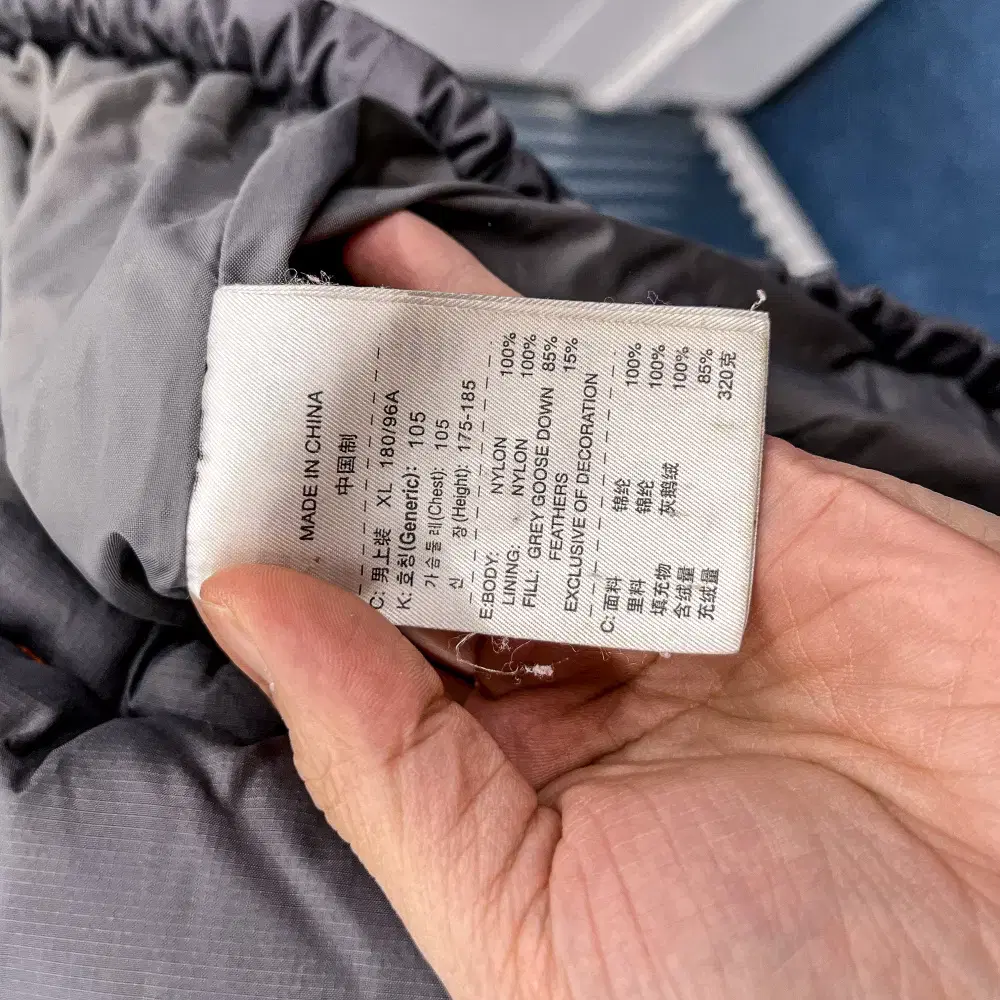 MADE IN CHINA
中国制
C: 男上裝 XL 180/96A
K: 호칭(Generic): 105
가슴둘레(Chest): 105
신 장(Height): 175-185
E:BODY: NYLON 100%
LINING: NYLON 100%
FILL: GREY GOOSE DOWN 85%
FEATHERS 15%
EXCLUSIVE OF DECORATION
C: 面料 锦纶 100%
里料 锦纶 100%
填充物 灰鹅绒 100%
含绒量 85%
充绒量 320克